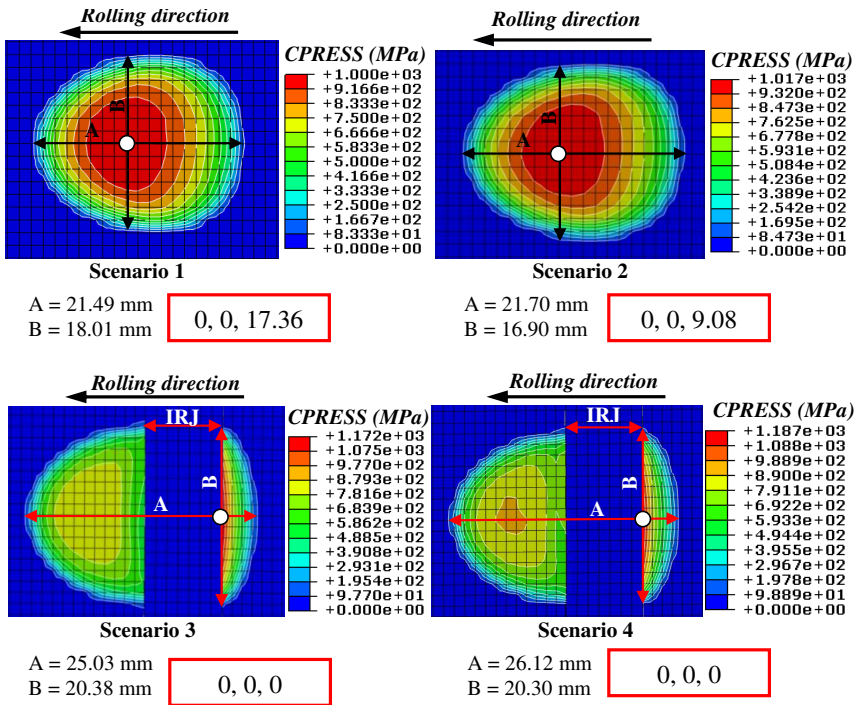 Rolling direction
CPRESS (MPa)
+1.000e+03
+9.166e+02
+8.333e+02
+7.500e+02
+6.666e+02
+5.833e+02
+5.000e+02
+4.166e+02
+3.333e+02
+2.500e+02
+1.667e+02
+8.333e+01
+0.000e+00
B
A
Scenario 1
A = 21.49 mm
B = 18.01 mm
0, 0, 17.36
Rolling direction
CPRESS (MPa)
+1.017e+03
+9.320e+02
+8.473e+02
+7.625e+02
+6.778e+02
+5.931e+02
+5.084e+02
+4.236e+02
+3.389e+02
+2.542e+02
+1.695e+02
+8.473e+01
+0.000e+00
B
A
Scenario 2
A = 21.70 mm
B = 16.90 mm
0, 0, 9.08
Rolling direction
IRJ
CPRESS (MPa)
+1.172e+03
+1.075e+03
+9.770e+02
+8.793e+02
+7.816e+02
+6.839e+02
+5.862e+02
+4.885e+02
+3.908e+02
+2.931e+02
+1.954e+02
+9.770e+01
+0.000e+00
B
A
Scenario 3
A = 25.03 mm
B = 20.38 mm
0, 0, 0
Rolling direction
IRJ
CPRESS (MPa)
+1.187e+03
+1.088e+03
+9.889e+02
+8.900e+02
+7.911e+02
+6.922e+02
+5.933e+02
+4.944e+02
+3.955e+02
+2.967e+02
+1.978e+02
+9.889e+01
+0.000e+00
B
A
Scenario 4
A = 26.12 mm
B = 20.30 mm
0, 0, 0